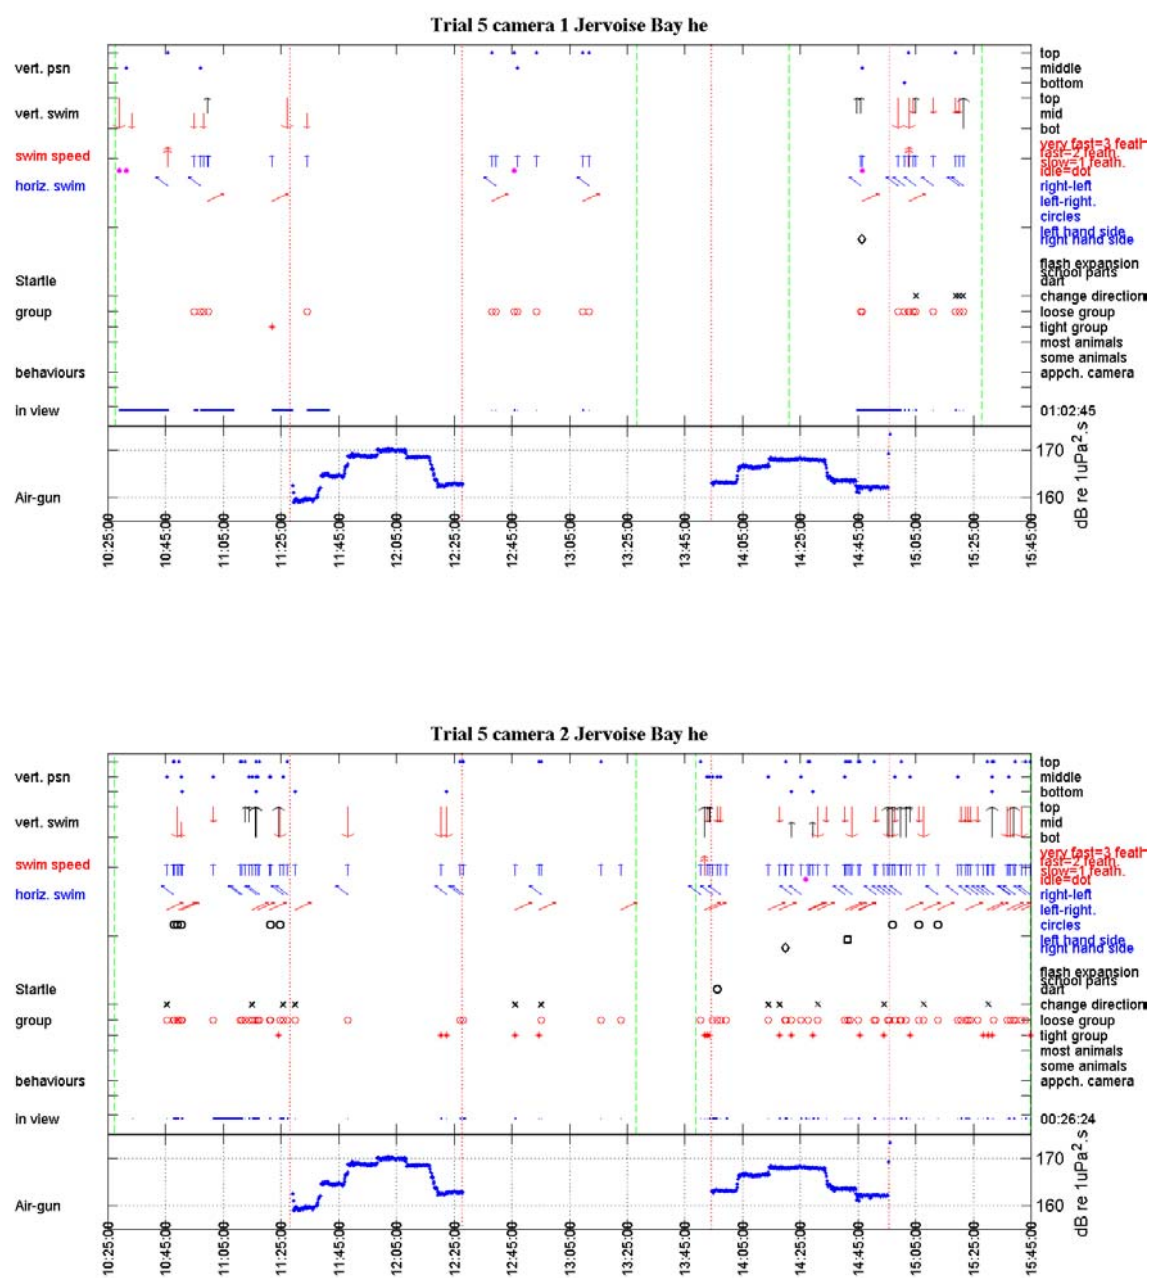 Trial 5 camera 1 Jervoise Bay he
top
vert. psn
middle
bottom
top
vert. swim
mid
bot
very fast=3 feath
swim speed
fast=2 feath.
slow=1 feath.
idle=dot
horiz. swim
right-left
left-right.
circles
left hand side
right hand side
flash expansion
school parts
Startle
dart
change direction
group
loose group
tight group
most animals
some animals
behaviours
appch. camera
in view
01:02:45
170
Air-gun
160
dB re 1uPa2.s
10:25:00 10:45:00 11:05:00 11:25:00 11:45:00 12:05:00 12:25:00 12:45:00 13:05:00 13:25:00 13:45:00 14:05:00 14:25:00 14:45:00 15:05:00 15:25:00 15:45:00
Trial 5 camera 2 Jervoise Bay he
top
vert. psn
middle
bottom
top
vert. swim
mid
bot
very fast=3 feath
swim speed
fast=2 feath.
slow=1 feath.
idle=dot
horiz. swim
right-left
left-right.
circles
left hand side
right hand side
flash expansion
school parts
Startle
dart
change direction
group
loose group
tight group
most animals
some animals
behaviours
appch. camera
in view
00:26:24
170
Air-gun
160
dB re 1uPa2.s
10:25:00 10:45:00 11:05:00 11:25:00 11:45:00 12:05:00 12:25:00 12:45:00 13:05:00 13:25:00 13:45:00 14:05:00 14:25:00 14:45:00 15:05:00 15:25:00 15:45:00